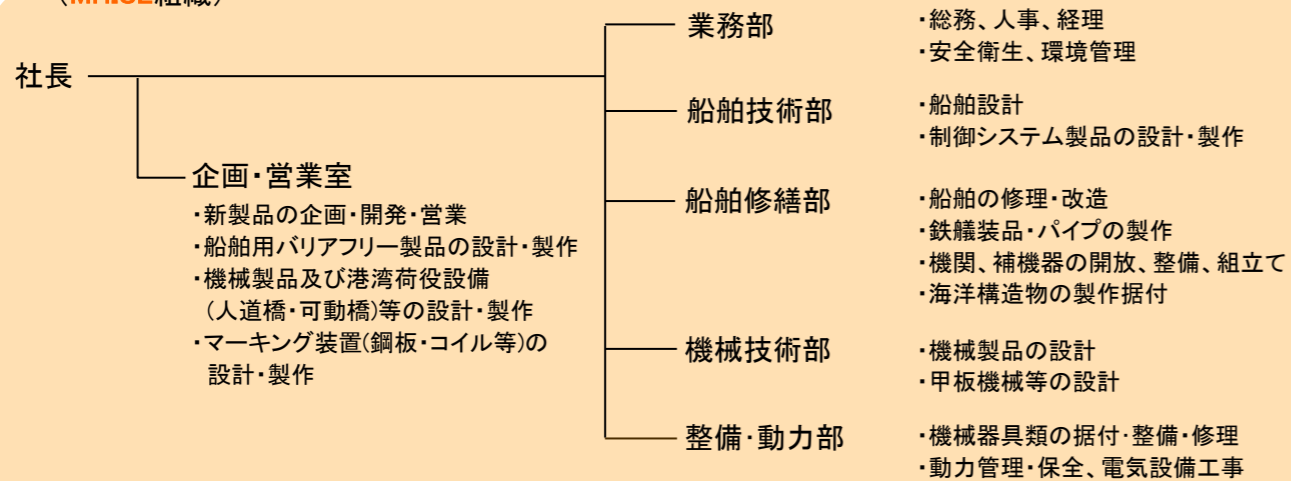 組織)
社長
業務部
・総務、人事、経理
・安全衛生、環境管理
船舶技術部
・船舶設計
・制御システム製品の設計・製作
企画・営業室
・新製品の企画・開発・営業
・船舶用バリアフリー製品の設計・製作
・機械製品及び港湾荷役設備
(人道橋・可動橋)等の設計・製作
・マーキング装置(鋼板・コイル等)の
設計・製作
船舶修繕部
・船舶の修理・改造
・鉄艤装品・パイプの製作
・機関、補機器の開放、整備、組立て
・海洋構造物の製作据付
機械技術部
・機械製品の設計
・甲板機械等の設計
整備・動力部
・機械器具類の据付・整備・修理
・動力管理・保全、電気設備工事